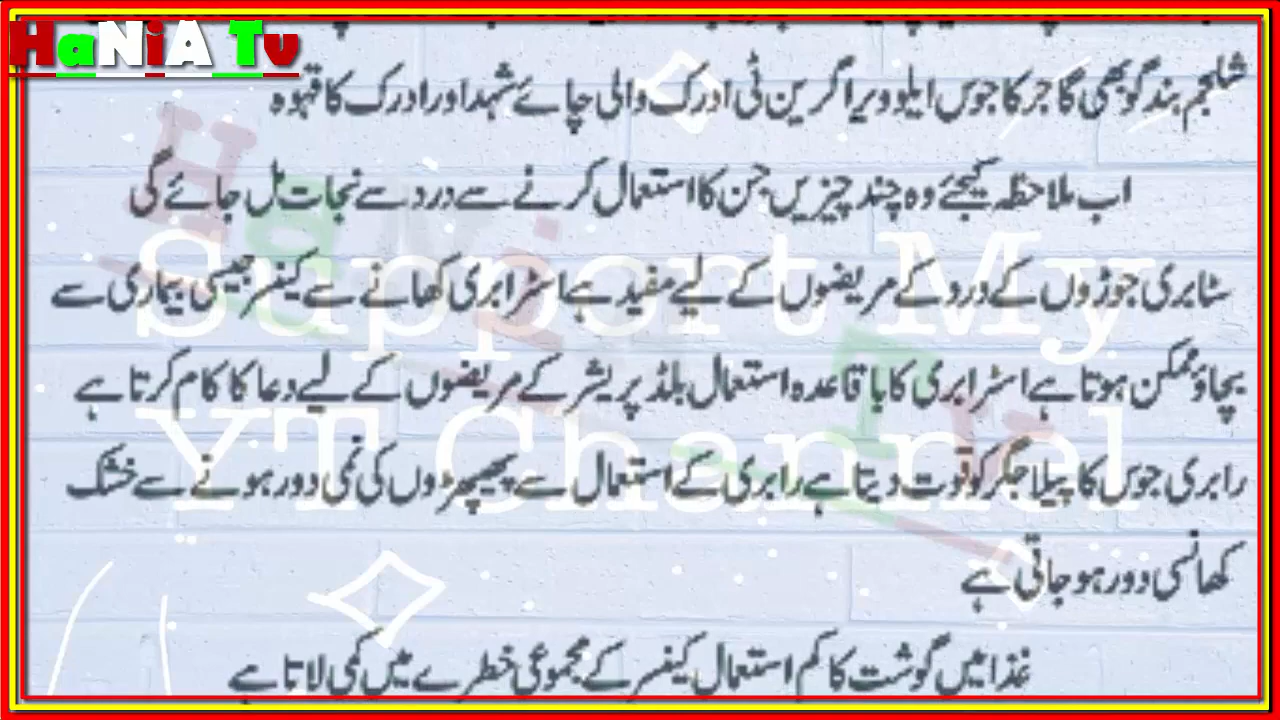 HaNiA Tv
شلجم بند گوبھی گا جر کا جوس ایلو ویرا گرین ٹی ادرک والی چائے شہد اور ادرک کا قہوہ
اب ملاحظہ کیجئے وہ چند چیزیں جن کا استعمال کرنے سے درد سے نجات مل جائے گی
سٹابری جوڑوں کے درد کے مریضوں کے لیے مفید ہے اسٹرابری کھانے سے کینسر جیسی بیماری سے
بچاؤ ممکن ہوتا ہے اسٹرابری کا باقاعدہ استعمال بلڈ پریشر کے مریضوں کے لیے دعا کا کام کرتا ہے
رابری جوس کا پیلا جگر کو قوت دیتا ہے رابری کے استعمال سے پھیپھڑوں کی نمی دور ہونے سے خشک
کھانسی دور ہو جاتی ہے
غذا میں گوشت کا کم استعمال کینسر کے مجموعی خطرے میں کمی لاتا ہے
HaNiA Tv
Support My
YT Channel